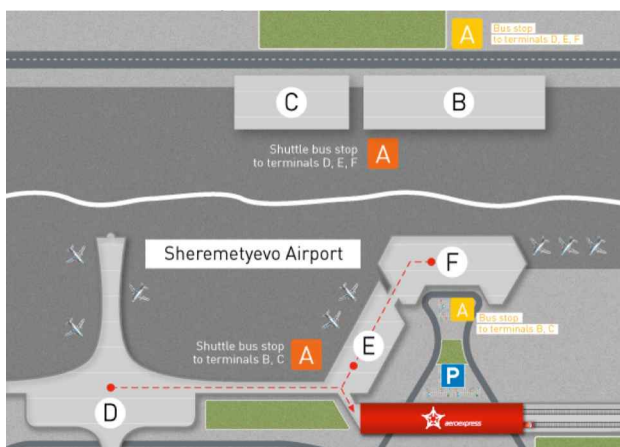 A
Bus stop
to terminals D, E, F
C
B
Shuttle bus stop
to terminals D, E, F
A
Sheremetyevo Airport
F
A
Bus stop
to terminals B, C
Shuttle bus stop
to terminals B, C
A
E
P
D
aeroexpress